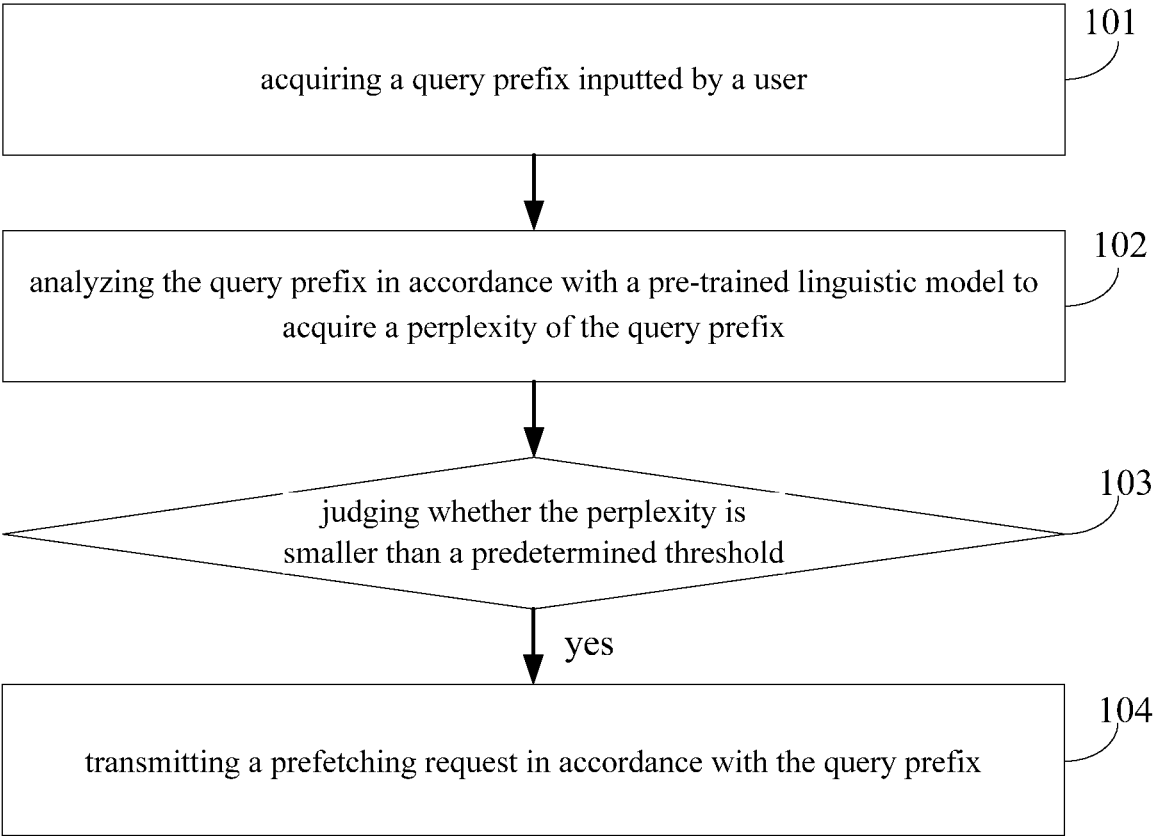 101
acquiring a query prefix inputted by a user
102
analyzing the query prefix in accordance with a pre-trained linguistic model to
acquire a perplexity of the query prefix
103
judging whether the perplexity is
smaller than a predetermined threshold
yes
104
transmitting a prefetching request in accordance with the query prefix